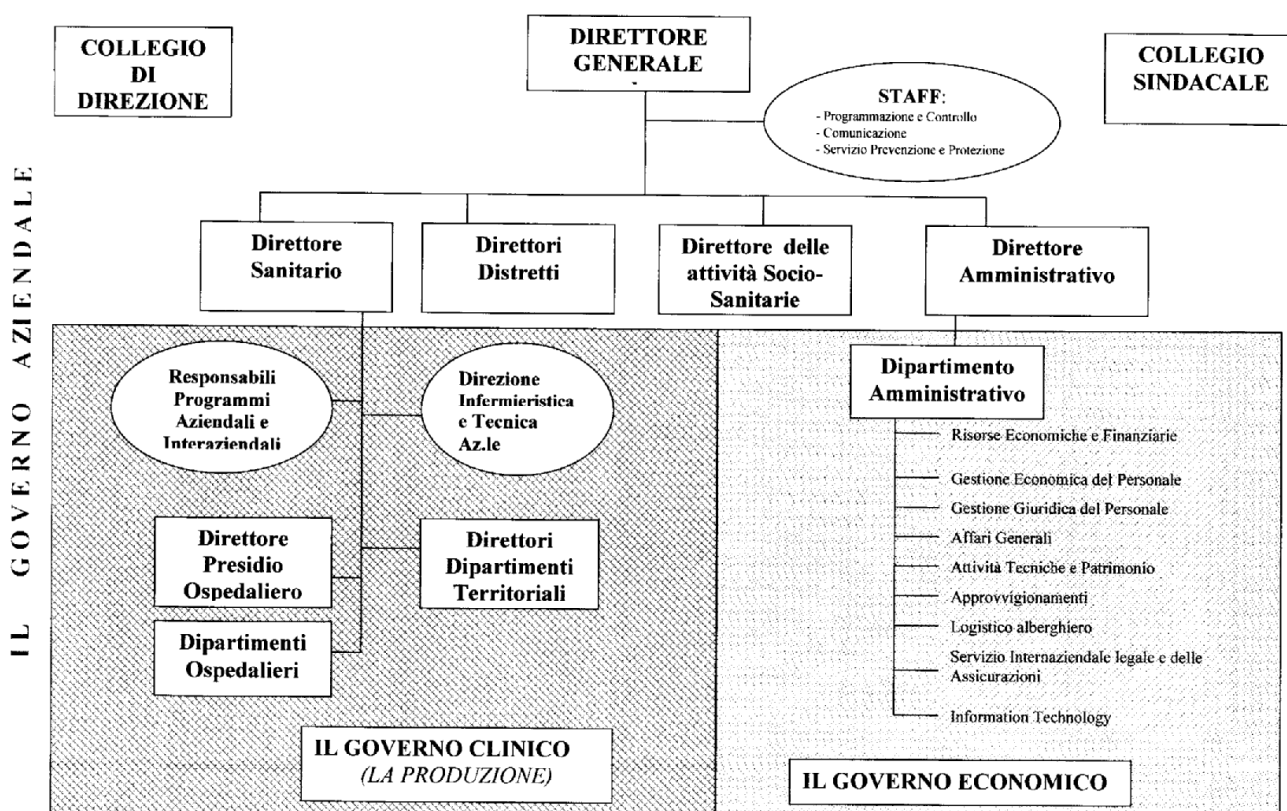 COLLEGIO
DI
DIREZIONE
DIRETTORE
GENERALE
COLLEGIO
SINDACALE
STAFF:
- Programmazione e Controllo
- Comunicazione
- Servizio Prevenzione e Protezione
IL GOVERNO AZIENDALE
Direttore
Sanitario
Direttori
Distretti
Direttore delle
attività Socio-
Sanitarie
Direttore
Amministrativo
Responsabili
Programmi
Aziendali e
Interaziendali
Direzione
Infermieristica
e Tecnica
Az.le
Direttore
Presidio
Ospedaliero
Direttori
Dipartimenti
Territoriali
Dipartimenti
Ospedalieri
IL GOVERNO CLINICO
(LA PRODUZIONE)
Dipartimento
Amministrativo
Risorse Economiche e Finanziarie
Gestione Economica del Personale
Gestione Giuridica del Personale
Affari Generali
Attività Tecniche e Patrimonio
Approvvigionamenti
Logistico alberghiero
Servizio Internaziendale legale e delle
Assicurazioni
Information Technology
IL GOVERNO ECONOMICO